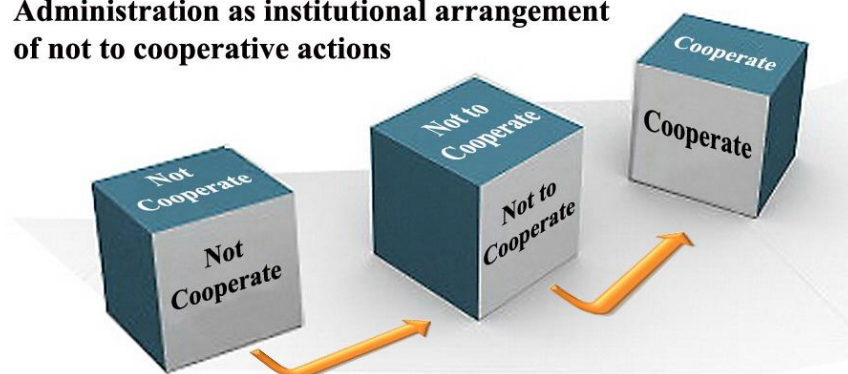 Administration as institutional arrangement
of not to cooperative actions
Not
Cooperate
Not
Cooperate
Not to
Cooperate
Not to
Cooperate
Cooperate
Cooperate